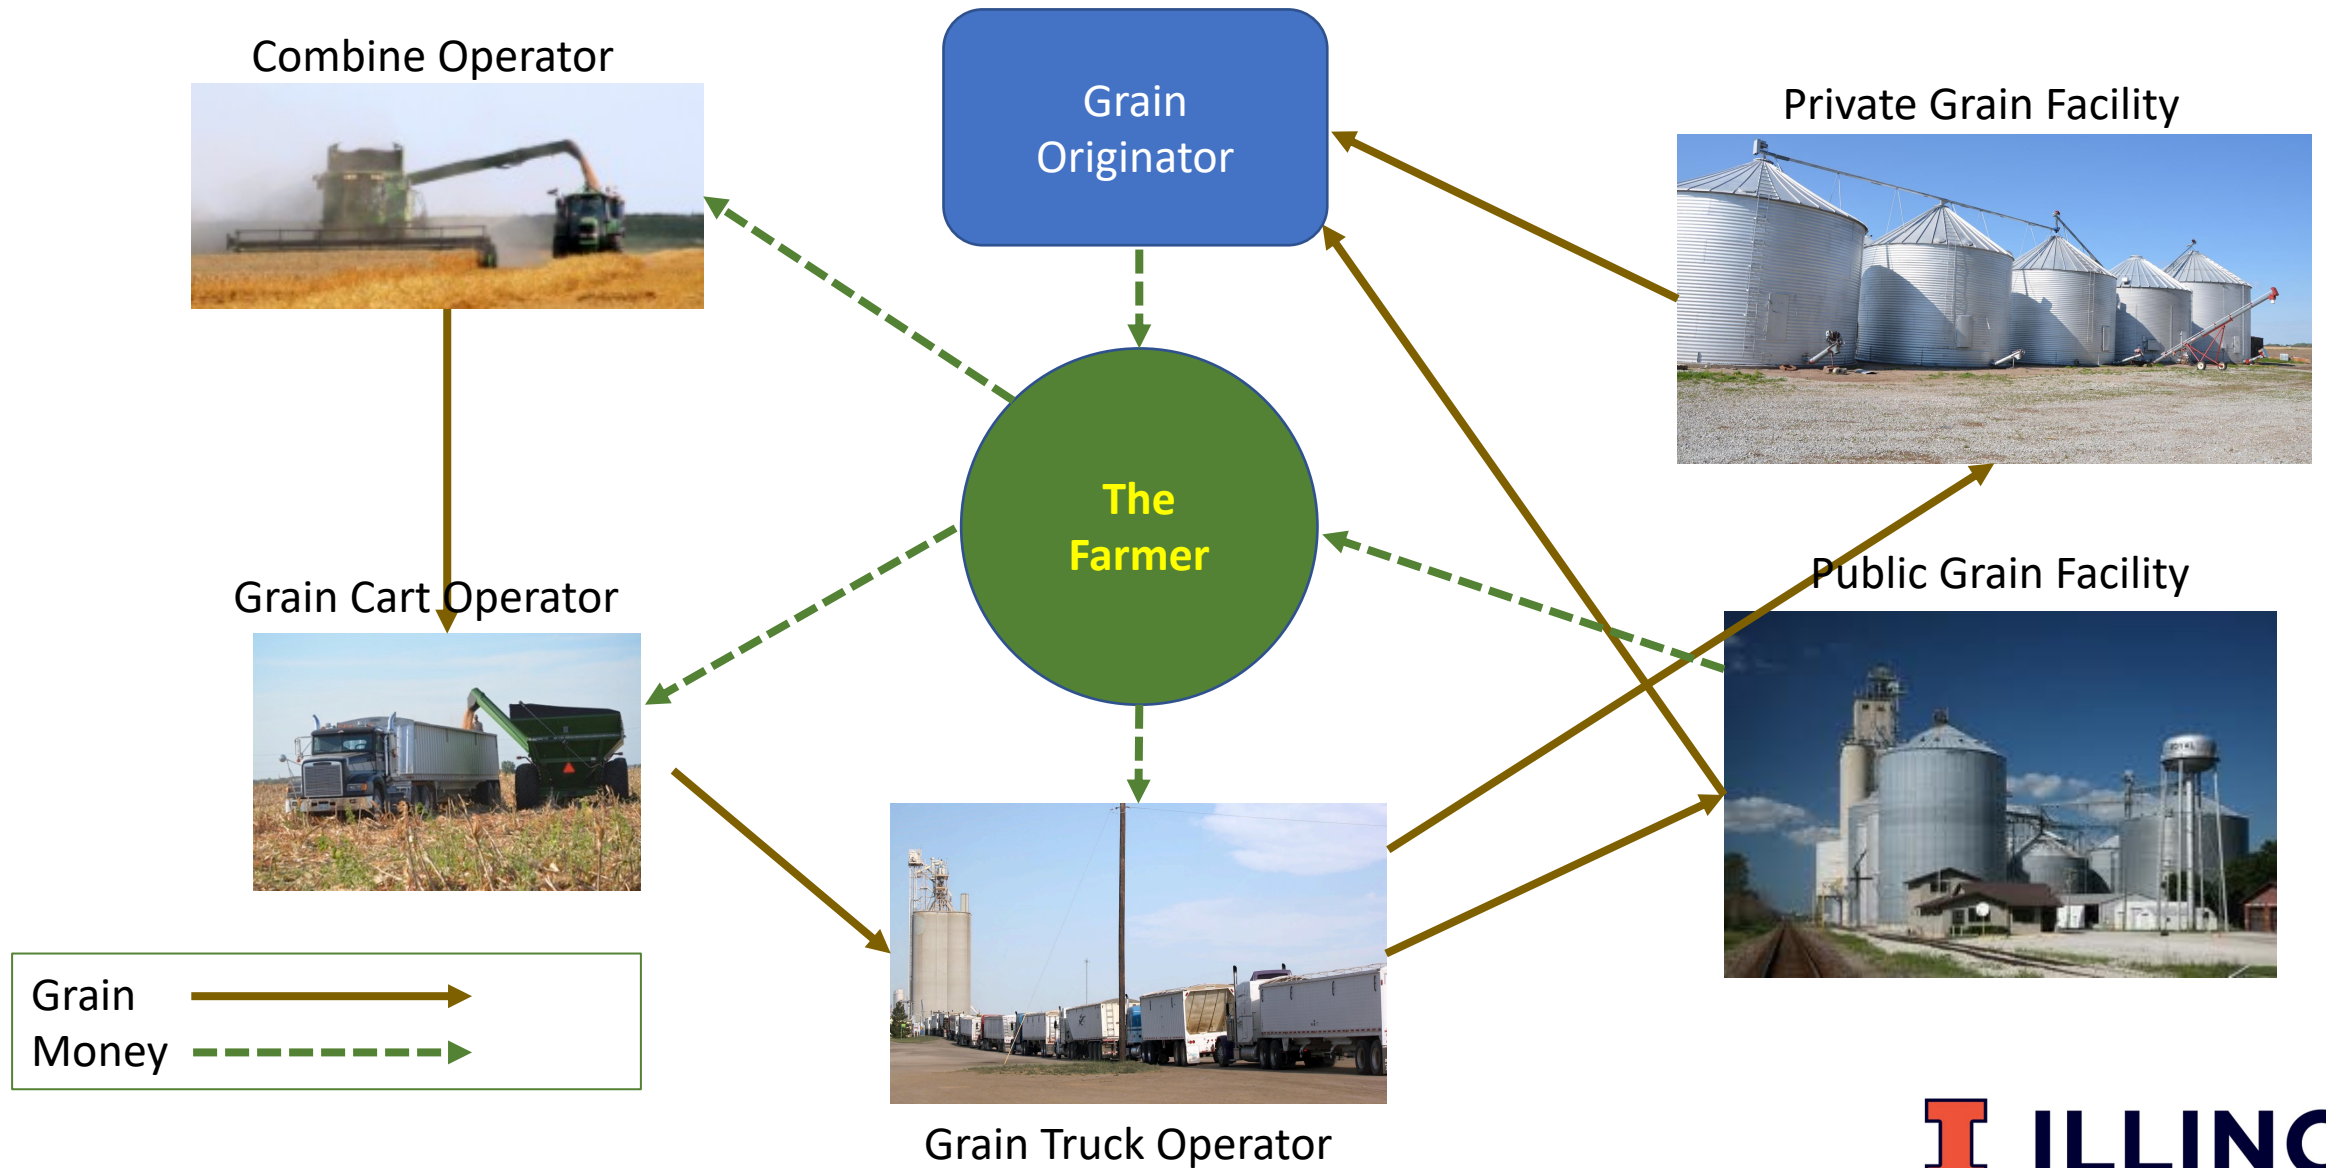 Combine Operator
Grain
Originator
Private Grain Facility
The
Farmer
Grain Cart Operator
Public Grain Facility
Grain
Money
Grain Truck Operator